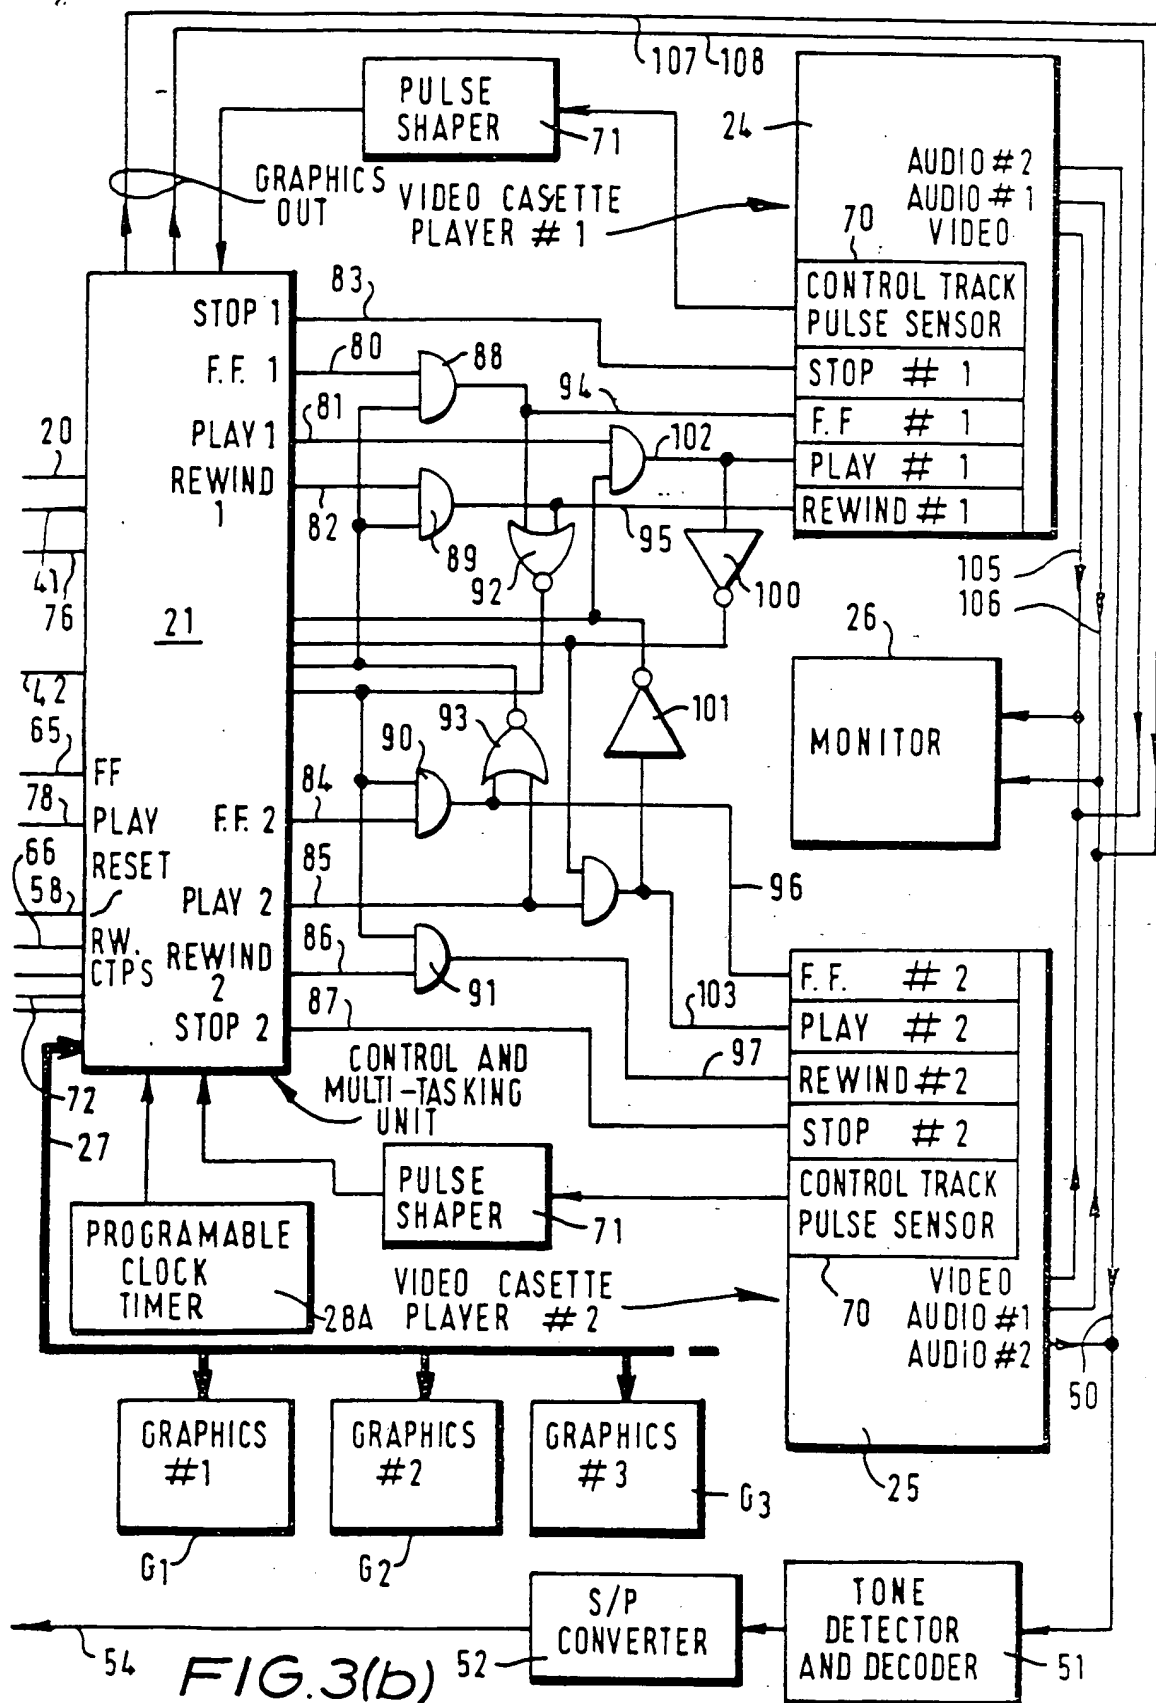 107
108
PULSE
SHAPER
71
24
AUDIO #2
AUDIO #1
VIDEO
GRAPHICS
OUT
VIDEO CASETTE
PLAYER # 1
70
CONTROL TRACK
PULSE SENSOR
STOP # 1
F.F # 1
PLAY # 1
REWIND # 1
STOP 1
83
F.F. 1
80
88
94
PLAY 1
81
102
REWIND
1
82
89
92
95
100
20
41
76
21
105
106
26
MONITOR
42
65
FF
78
PLAY
66
RESET
58
RW.
CTPS
72
27
93
101
90
F.F. 2
84
PLAY 2
85
96
REWIND
2
86
91
STOP 2
87
103
97
F.F. # 2
PLAY # 2
REWIND #2
STOP # 2
CONTROL TRACK
PULSE SENSOR
70
VIDEO
AUDIO #1
AUDIO #2
50
25
CONTROL AND
MULTI-TASKING
UNIT
PULSE
SHAPER
71
PROGRAMABLE
CLOCK
TIMER
28A
VIDEO CASETTE
PLAYER # 2
GRAPHICS
#1
GRAPHICS
#2
GRAPHICS
#3
G1
G2
G3
S/P
CONVERTER
52
TONE
DETECTOR
AND DECODER
51
54
FIG.3(b)